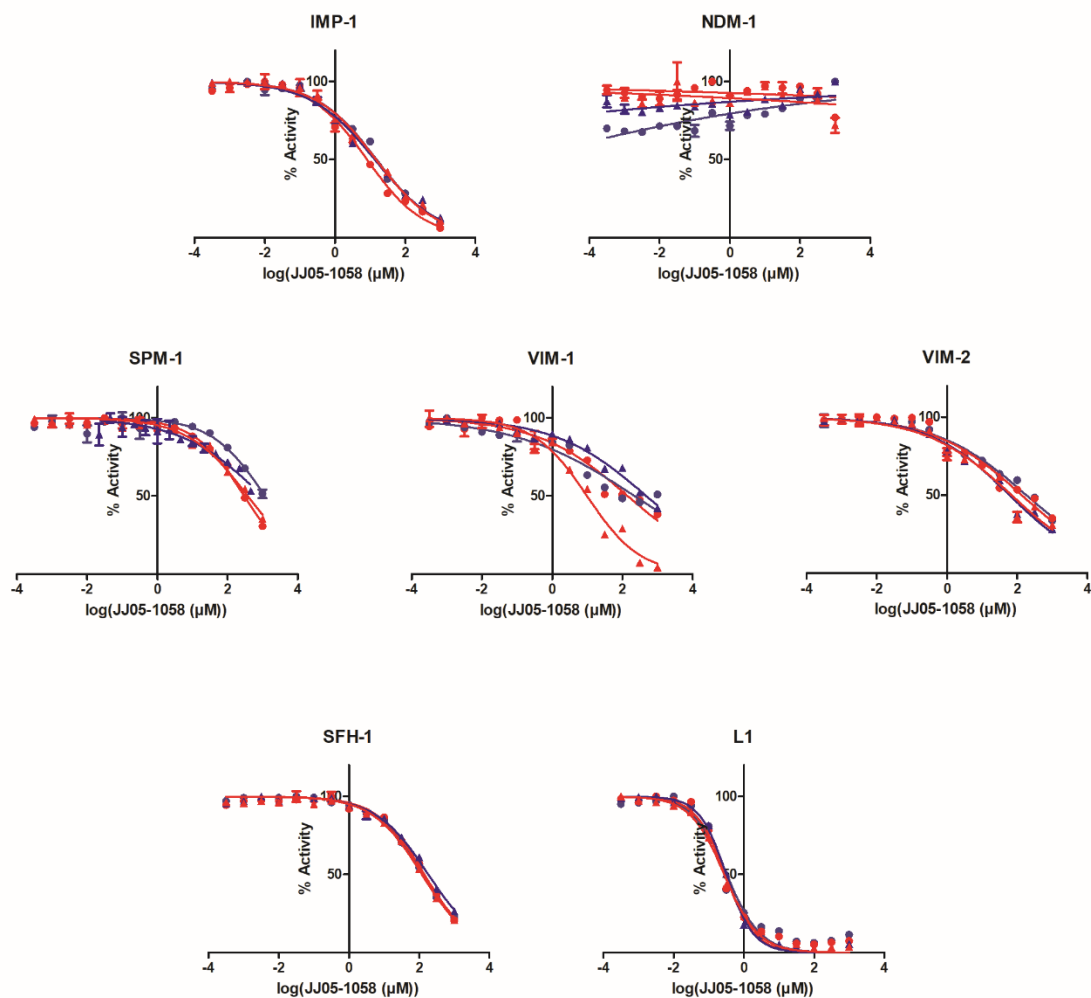 IMP-1
NDM-1
100
50
% Activity
-4 -2 0 2 4
log(JJ05-1058 (µM))
100
50
% Activity
-4 -2 0 2 4
log(JJ05-1058 (µM))
SPM-1
VIM-1
VIM-2
100
50
% Activity
-4 -2 0 2 4
log(JJ05-1058 (µM))
100
50
% Activity
-4 -2 0 2 4
log(JJ05-1058 (µM))
100
50
% Activity
-4 -2 0 2 4
log(JJ05-1058 (µM))
SFH-1
L1
100
50
% Activity
-4 -2 0 2 4
log(JJ05-1058 (µM))
100
50
% Activity
-4 -2 0 2 4
log(JJ05-1058 (µM))